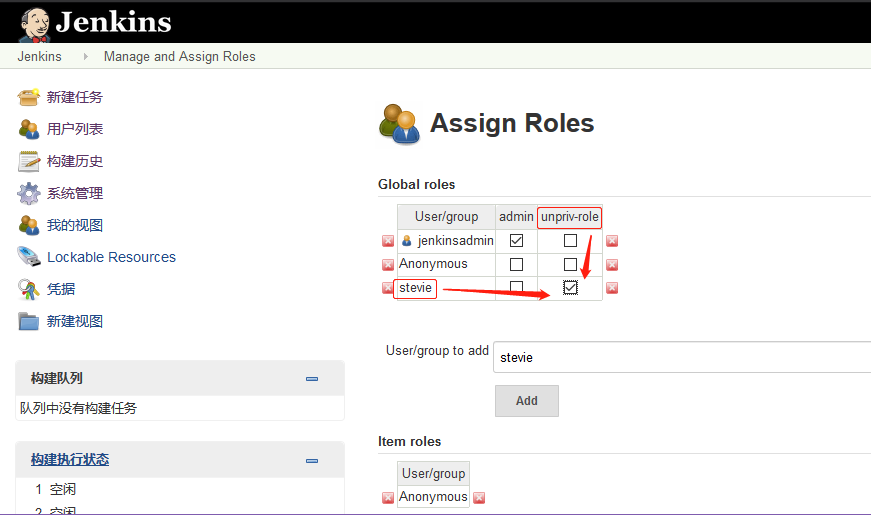 Jenkins
Jenkins Manage and Assign Roles
新建任务
用户列表
构建历史
系统管理
我的视图
Lockable Resources
凭据
新建视图
构建队列
队列中没有构建任务
构建执行状态
1 空闲
2 空闲
Assign Roles
Global roles
User/group admin unpriv-role
jenkinsadmin
Anonymous
stevie
User/group to add stevie
Add
Item roles
User/group
Anonymous